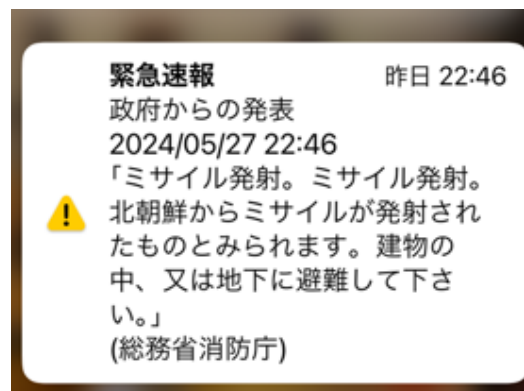 緊急速報 昨日 22:46
政府からの発表
2024/05/27 22:46
「ミサイル発射。ミサイル発射。
北朝鮮からミサイルが発射され
たものとみられます。建物の
中、又は地下に避難して下さ
い。」
(総務省消防庁)